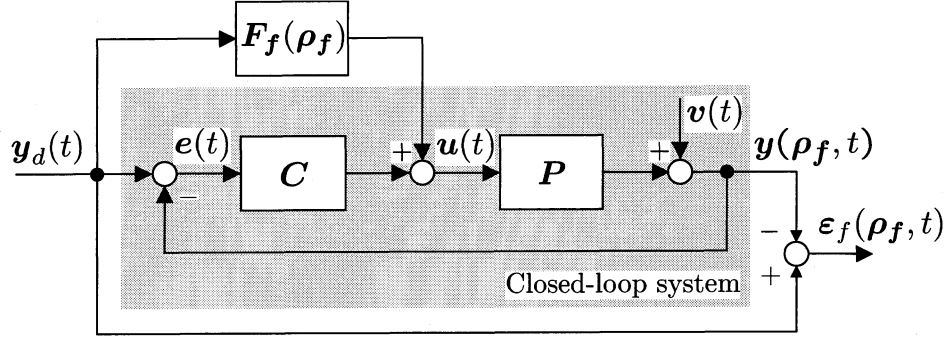 F_f(ρ_f)
v(t)
y_d(t)
e(t)
+
u(t)
+
y(ρ_f, t)
C
P
−
−
ε_f(ρ_f, t)
+
Closed-loop system